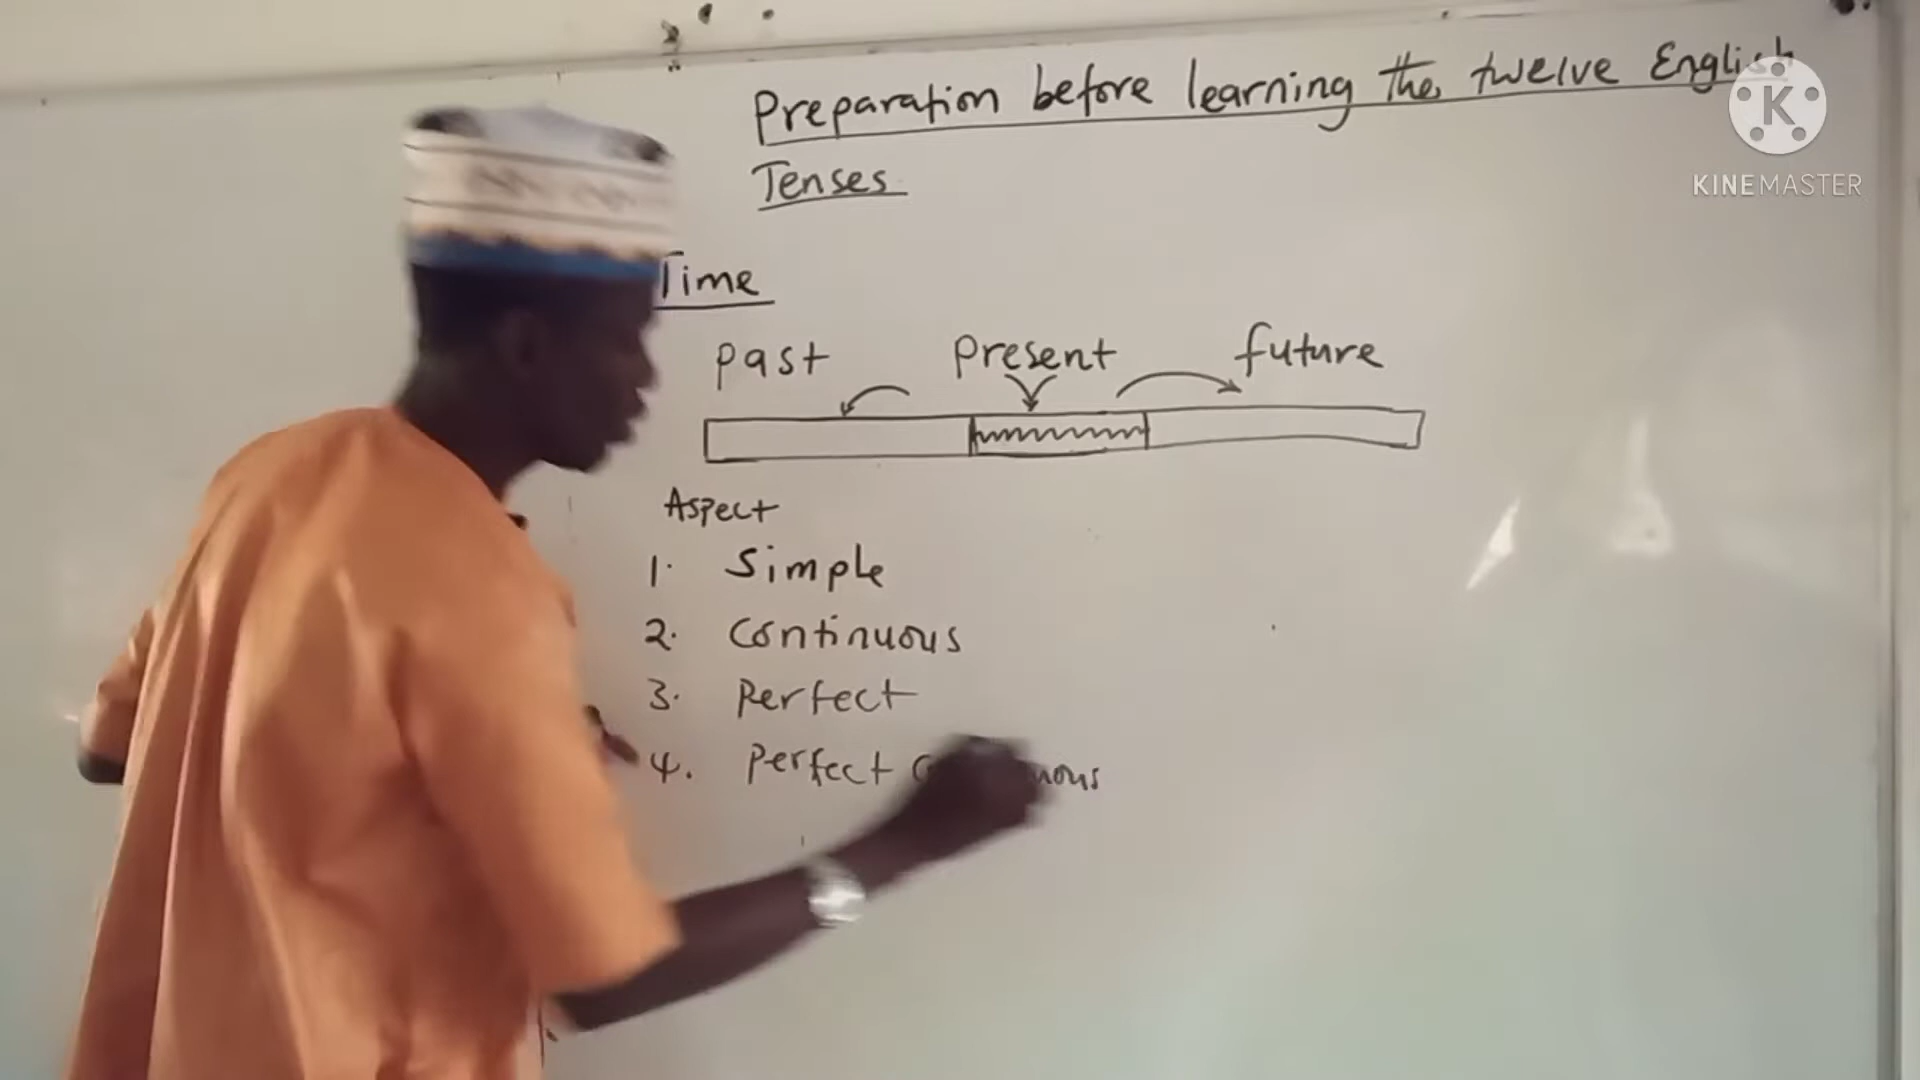 Preparation before learning the twelve English
Tenses
Time
past present future
Aspect
1. Simple
2. Continuous
3. Perfect
4. Perfect
K
KINEMASTER